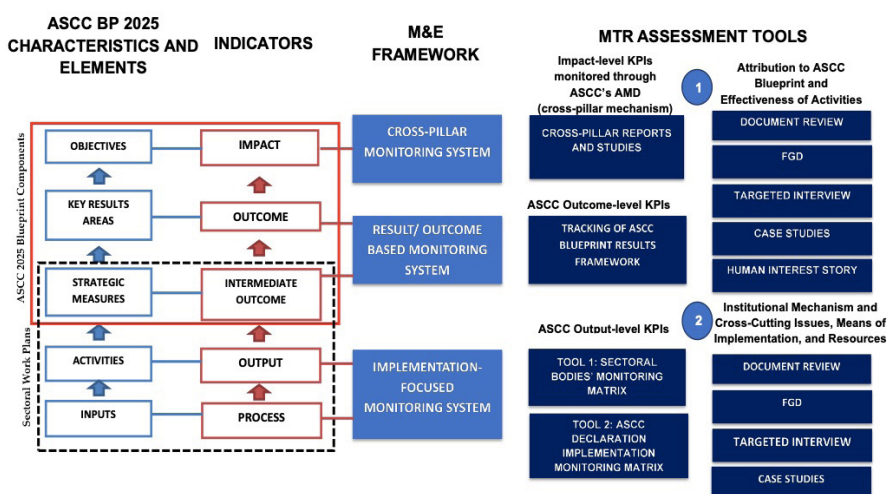 ASCC BP 2025
CHARACTERISTICS AND
ELEMENTS
INDICATORS
M&E
FRAMEWORK
MTR ASSESSMENT TOOLS
Impact-level KPIs
monitored through
ASCC's AMD
(cross-pillar mechanism)
1
Attribution to ASCC
Blueprint and
Effectiveness of Activities
ASCC 2025 Blueprint Components
Sectoral Work Plans
OBJECTIVES
IMPACT
CROSS-PILLAR
MONITORING SYSTEM
CROSS-PILLAR REPORTS
AND STUDIES
DOCUMENT REVIEW
FGD
TARGETED INTERVIEW
CASE STUDIES
HUMAN INTEREST STORY
KEY RESULTS
AREAS
OUTCOME
RESULT/ OUTCOME
BASED MONITORING
SYSTEM
ASCC Outcome-level KPIs
TRACKING OF ASCC
BLUEPRINT RESULTS
FRAMEWORK
STRATEGIC
MEASURES
INTERMEDIATE
OUTCOME
ASCC Output-level KPIs
2
Institutional Mechanism and
Cross-Cutting Issues, Means of
Implementation, and Resources
ACTIVITIES
OUTPUT
IMPLEMENTATION-
FOCUSED
MONITORING SYSTEM
TOOL 1: SECTORAL
BODIES' MONITORING
MATRIX
INPUTS
PROCESS
TOOL 2: ASCC
DECLARATION
IMPLEMENTATION
MONITORING MATRIX
DOCUMENT REVIEW
FGD
TARGETED INTERVIEW
CASE STUDIES